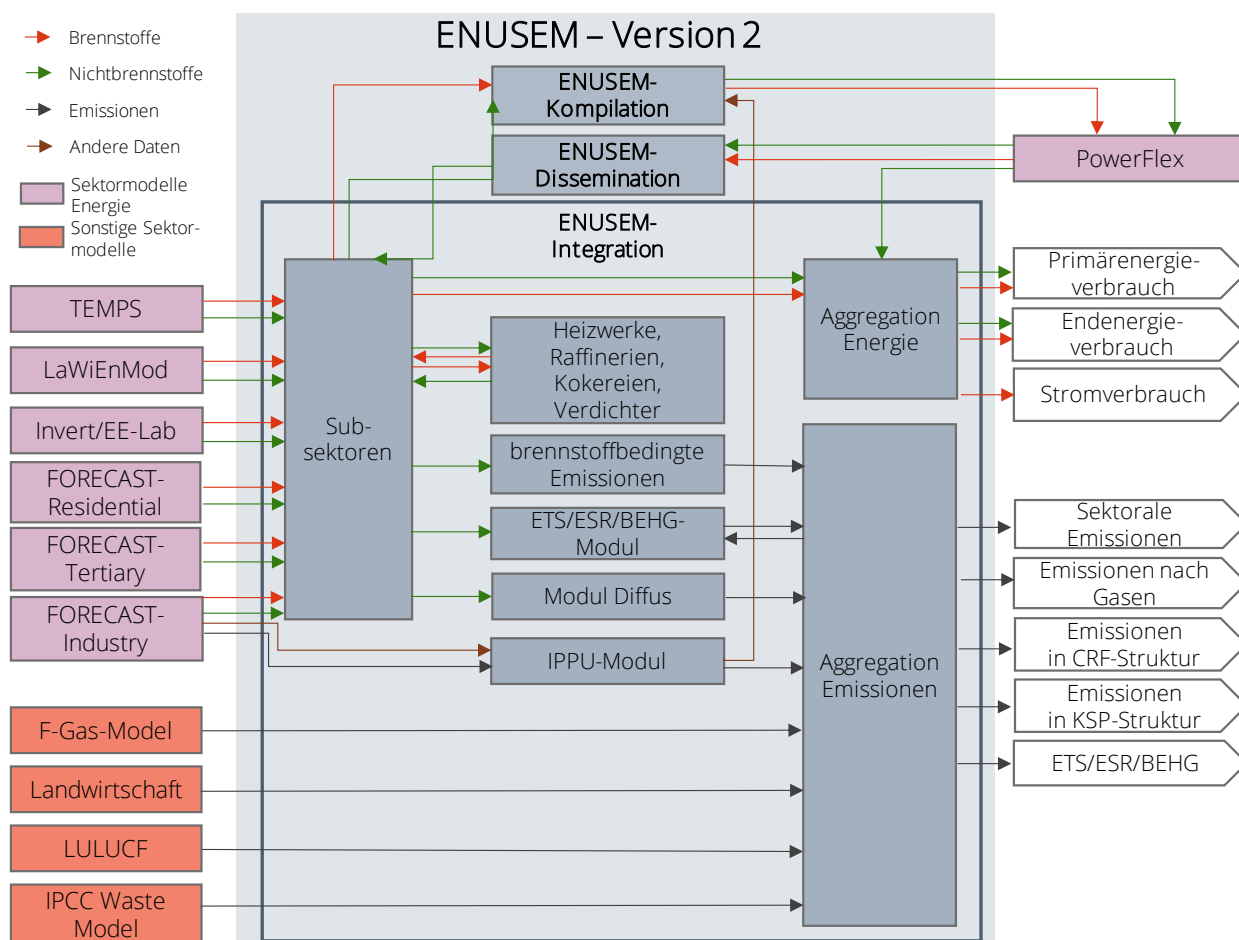 ENUSEM – Version 2
Brennstoffe
Nichtbrennstoffe
Emissionen
Andere Daten
Sektormodelle
Energie
Sonstige Sektor-
modelle
ENUSEM-
Kompilation
ENUSEM-
Dissemination
PowerFlex
ENUSEM-
Integration
TEMPS
LaWiEnMod
Invert/EE-Lab
FORECAST-
Residential
FORECAST-
Tertiary
FORECAST-
Industry
F-Gas-Model
Landwirtschaft
LULUCF
IPCC Waste
Model
Sub-
sektoren
Heizwerke,
Raffinerien,
Kokereien,
Verdichter
brennstoffbedingte
Emissionen
ETS/ESR/BEHG-
Modul
Modul Diffus
IPPU-Modul
Aggregation
Energie
Aggregation
Emissionen
Primärenergie-
verbrauch
Endenergie-
verbrauch
Stromverbrauch
Sektorale
Emissionen
Emissionen nach
Gasen
Emissionen
in CRF-Struktur
Emissionen
in KSP-Struktur
ETS/ESR/BEHG